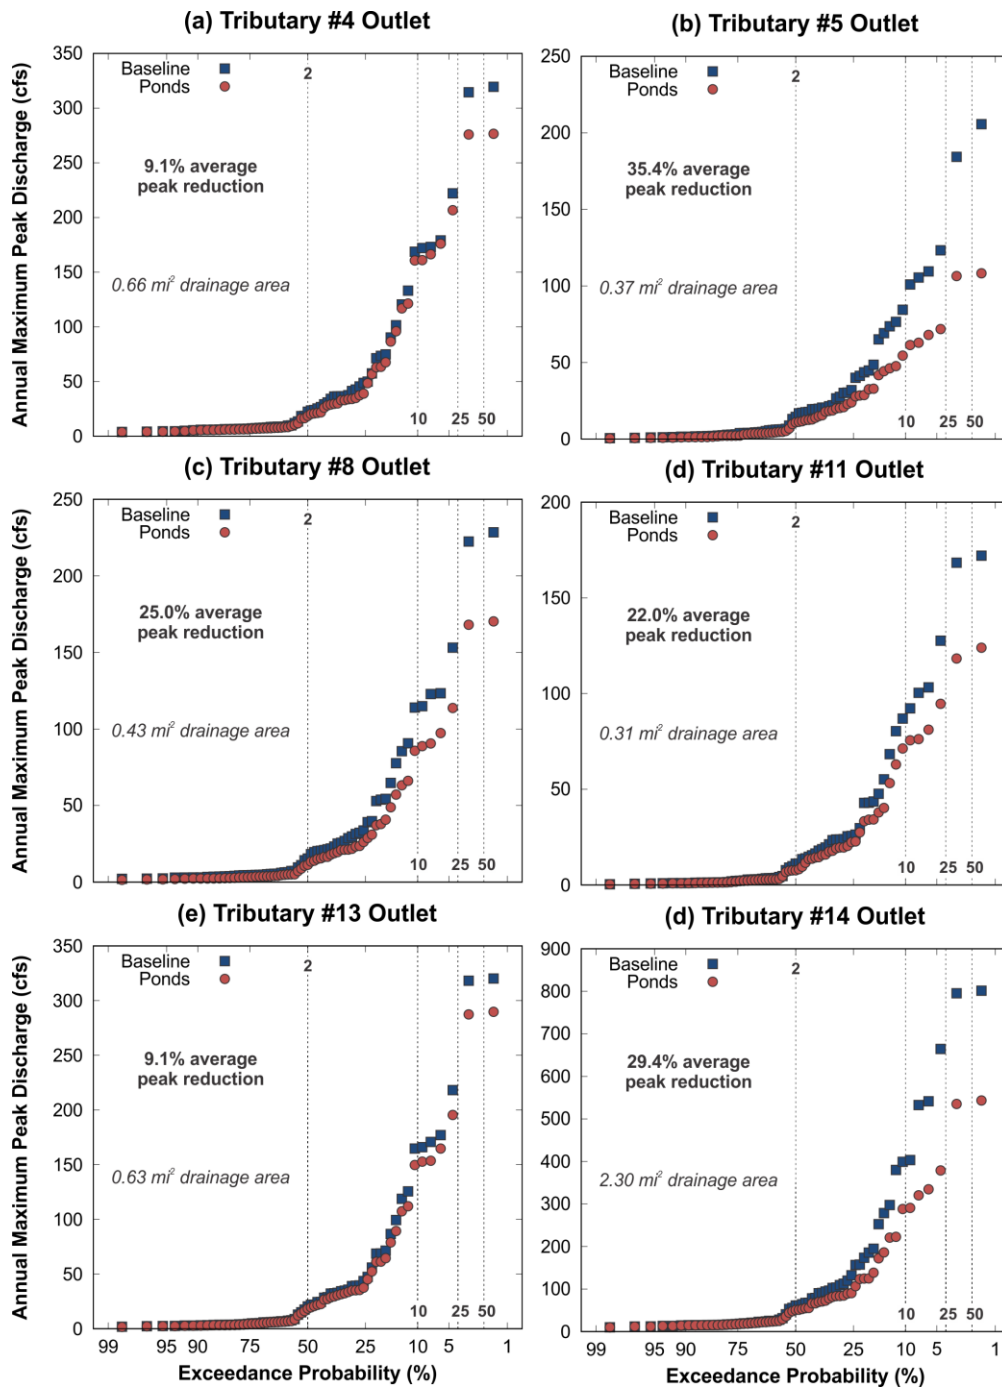 (a) Tributary #4 Outlet
(b) Tributary #5 Outlet
Annual Maximum Peak Discharge (cfs)
350
300
250
200
150
100
50
0
Baseline
Ponds
2
9.1% average
peak reduction
0.66 mi² drainage area
10
25
50
250
200
150
100
50
0
Baseline
Ponds
2
35.4% average
peak reduction
0.37 mi² drainage area
10
25
50
(c) Tributary #8 Outlet
(d) Tributary #11 Outlet
Annual Maximum Peak Discharge (cfs)
250
200
150
100
50
0
Baseline
Ponds
2
25.0% average
peak reduction
0.43 mi² drainage area
10
25
50
200
150
100
50
0
Baseline
Ponds
2
22.0% average
peak reduction
0.31 mi² drainage area
10
25
50
(e) Tributary #13 Outlet
(d) Tributary #14 Outlet
Annual Maximum Peak Discharge (cfs)
350
300
250
200
150
100
50
0
Baseline
Ponds
2
9.1% average
peak reduction
0.63 mi² drainage area
10
25
50
99 95 90 75 50 25 10 5 1
Exceedance Probability (%)
900
800
700
600
500
400
300
200
100
0
Baseline
Ponds
2
29.4% average
peak reduction
2.30 mi² drainage area
10
25
50
99 95 90 75 50 25 10 5 1
Exceedance Probability (%)